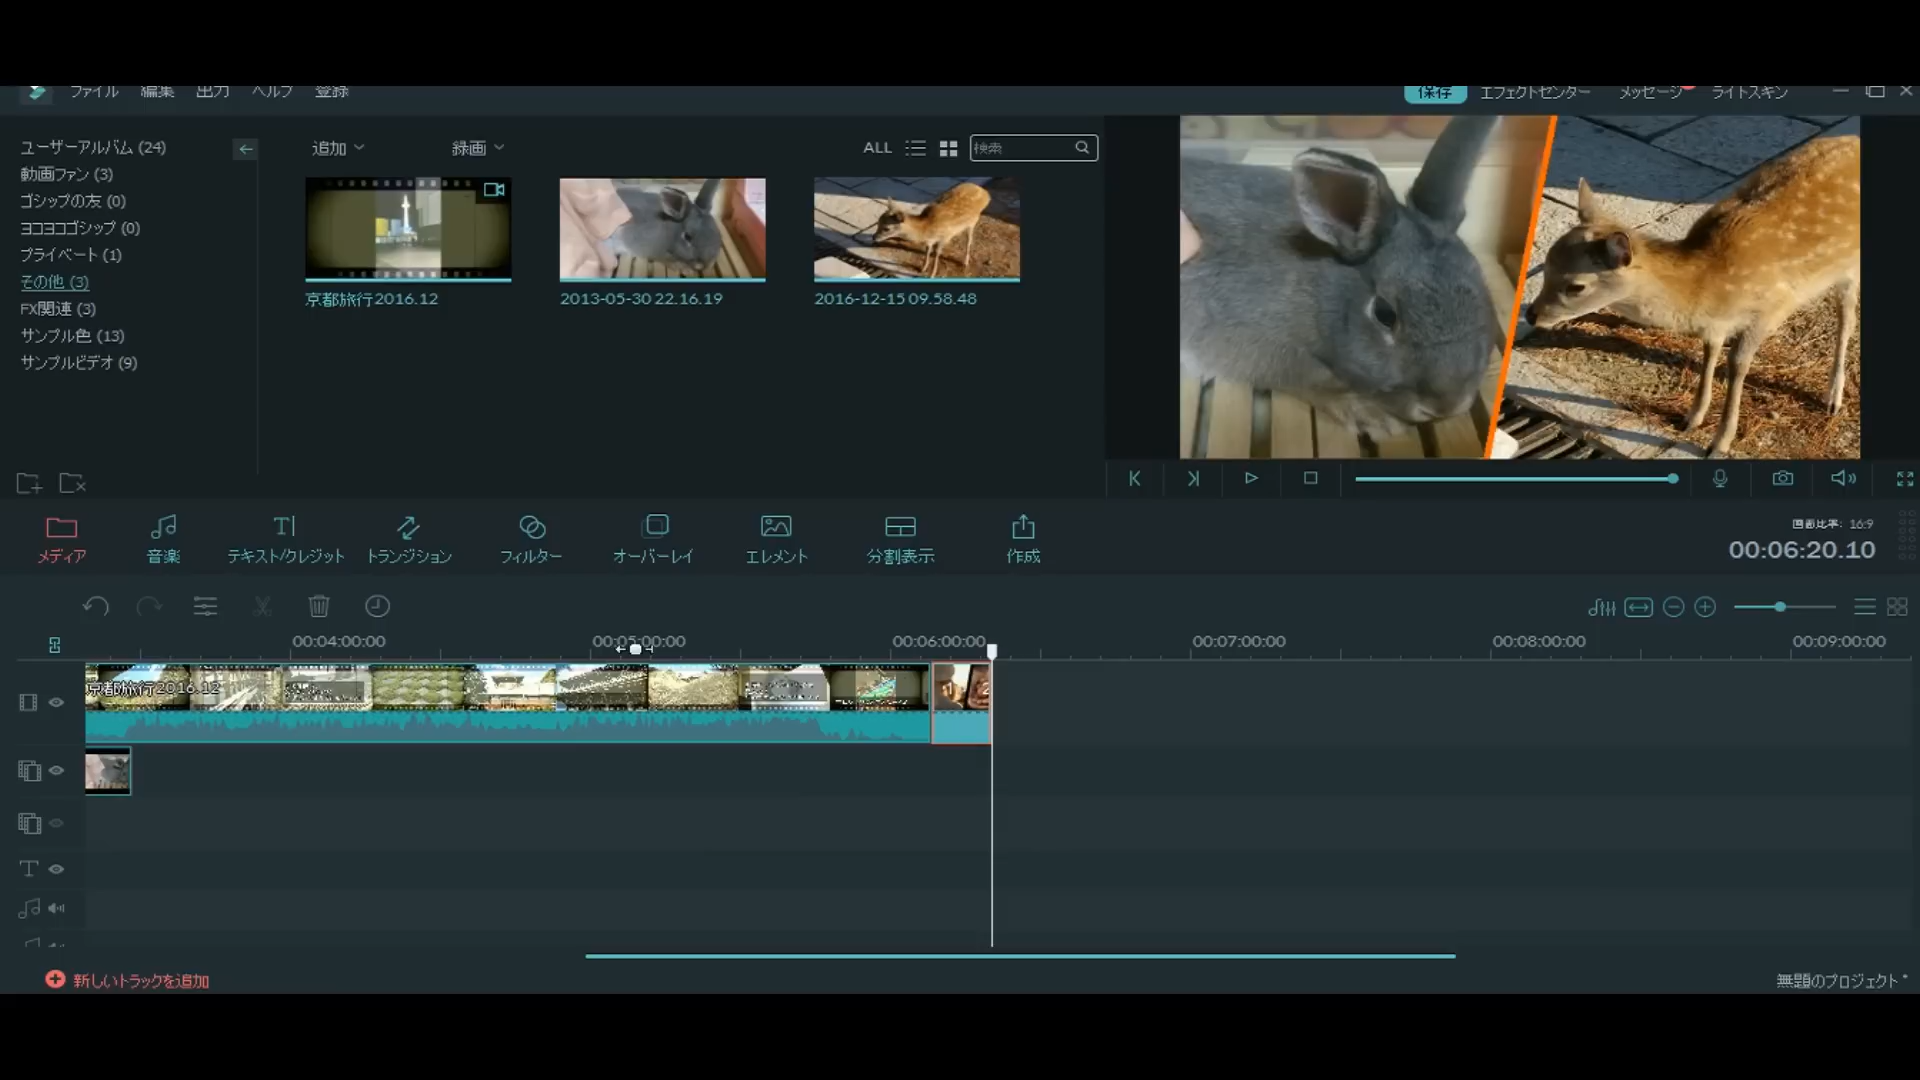 ファイル 編集 出力 ヘルプ 登録
保存 エフェクトセンター メッセージ ライトスキン
ユーザーアルバム (24)
動画ファン (3)
ゴシップの友 (0)
ヨコヨコゴシップ (0)
プライベート (1)
その他 (3)
FX関連 (3)
サンプル色 (13)
サンプルビデオ (9)
追加 録画 ALL 検索
京都旅行2016.12 2013-05-30 22.16.19 2016-12-15 09.58.48
メディア 音楽 テキスト/クレジット トランジション フィルター オーバーレイ エレメント 分割表示 作成
画面比率: 16:9
00:06:20.10
00:04:00:00 00:05:00:00 00:06:00:00 00:07:00:00 00:08:00:00 00:09:00:00
京都旅行2016.12
新しいトラックを追加
無題のプロジェクト*